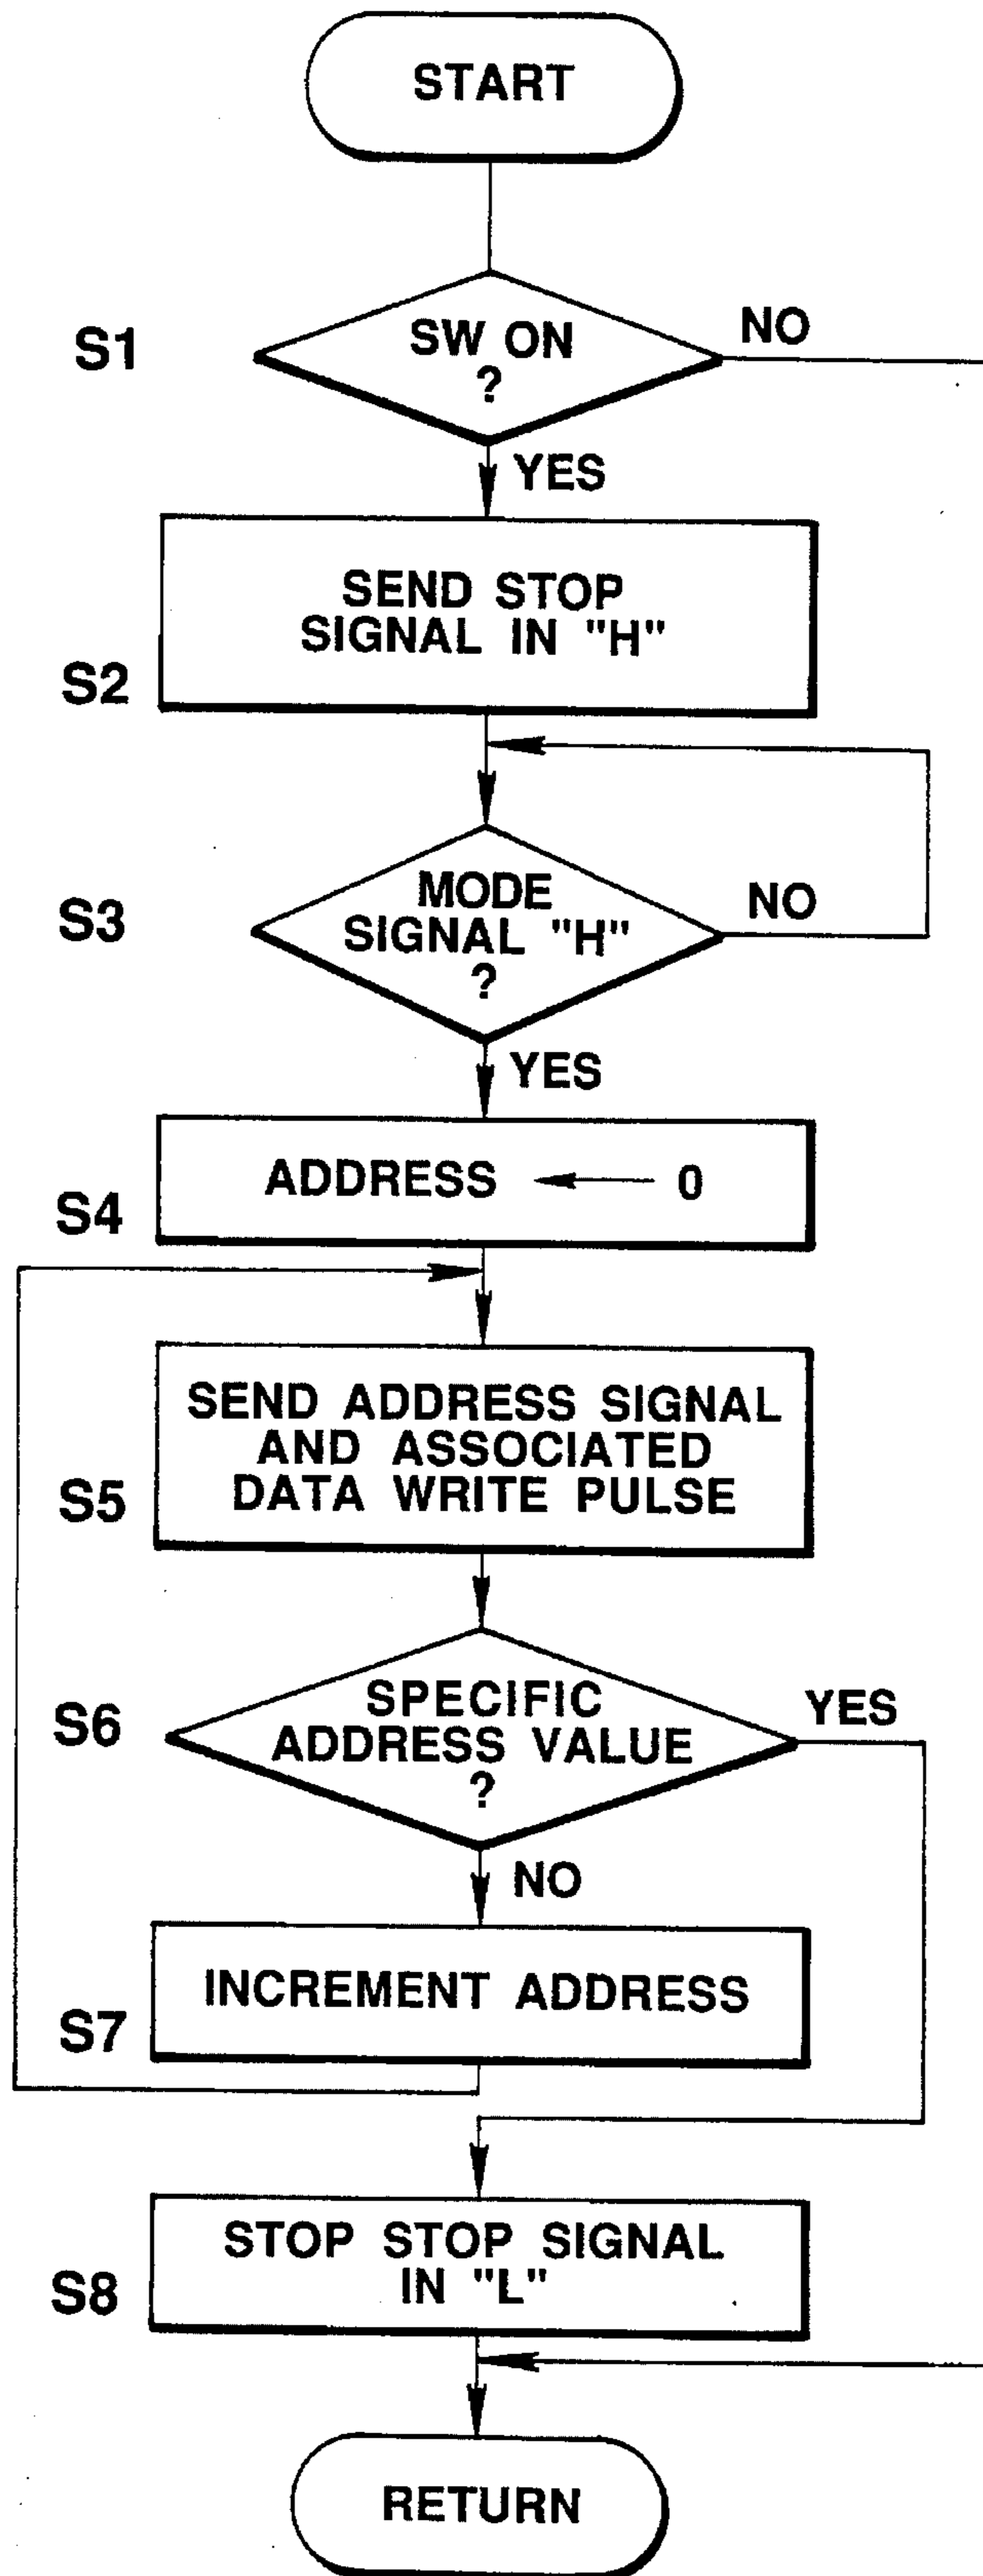 START
S1
SW ON
?
NO
YES
S2
SEND STOP
SIGNAL IN "H"
S3
MODE
SIGNAL "H"
?
NO
YES
S4
ADDRESS ← 0
S5
SEND ADDRESS SIGNAL
AND ASSOCIATED
DATA WRITE PULSE
S6
SPECIFIC
ADDRESS VALUE
?
YES
NO
S7
INCREMENT ADDRESS
S8
STOP STOP SIGNAL
IN "L"
RETURN